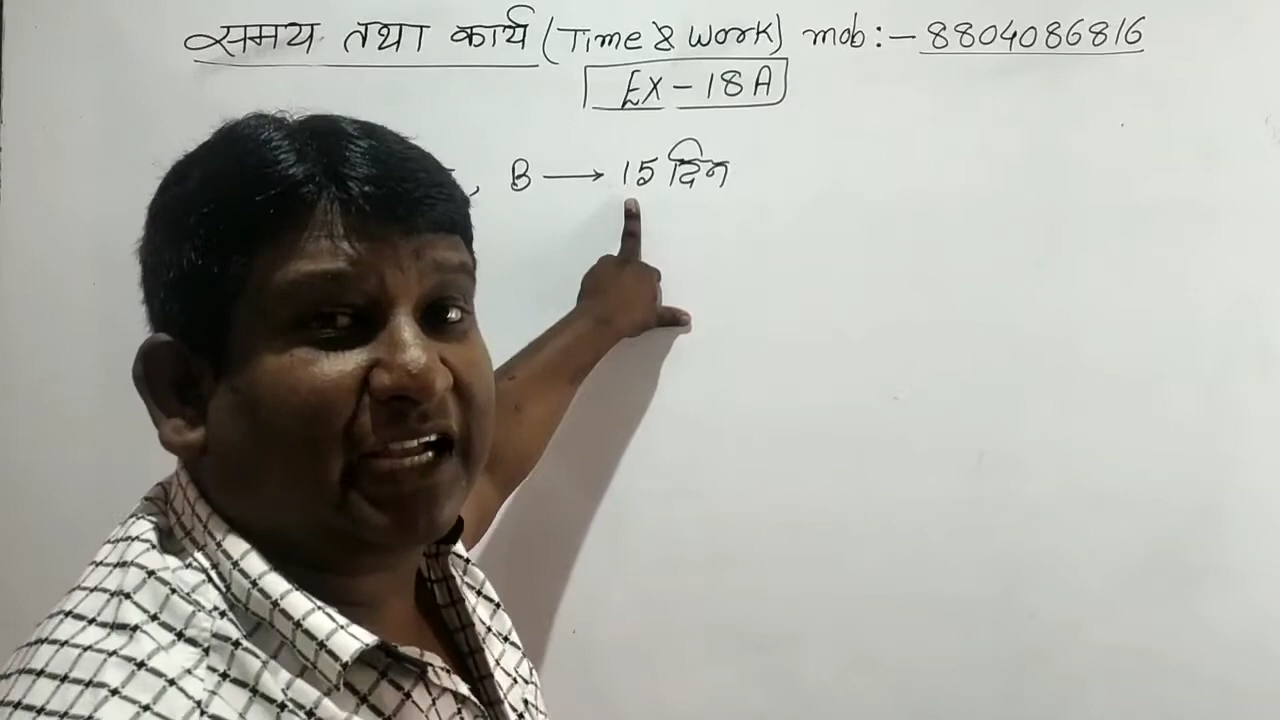 समय तथा कार्य (Time & Work) mob:- 8804086816
EX-18A
, B → 15 दिन